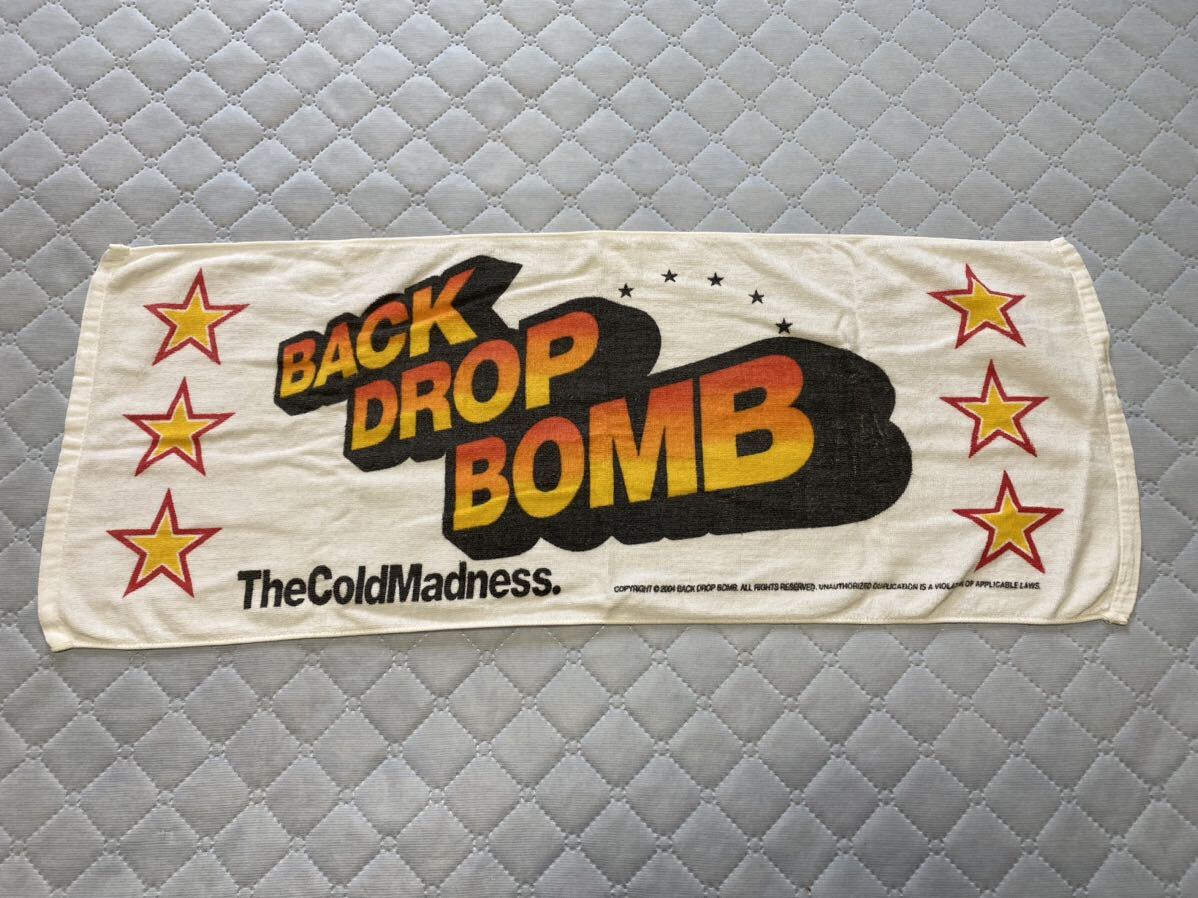 BACK
DROP
BOMB
TheColdMadness.
COPYRIGHT © 2004 BACK DROP BOMB. ALL RIGHTS RESERVED. UNAUTHORIZED DUPLICATION IS A VIOLATION OF APPLICABLE LAWS.